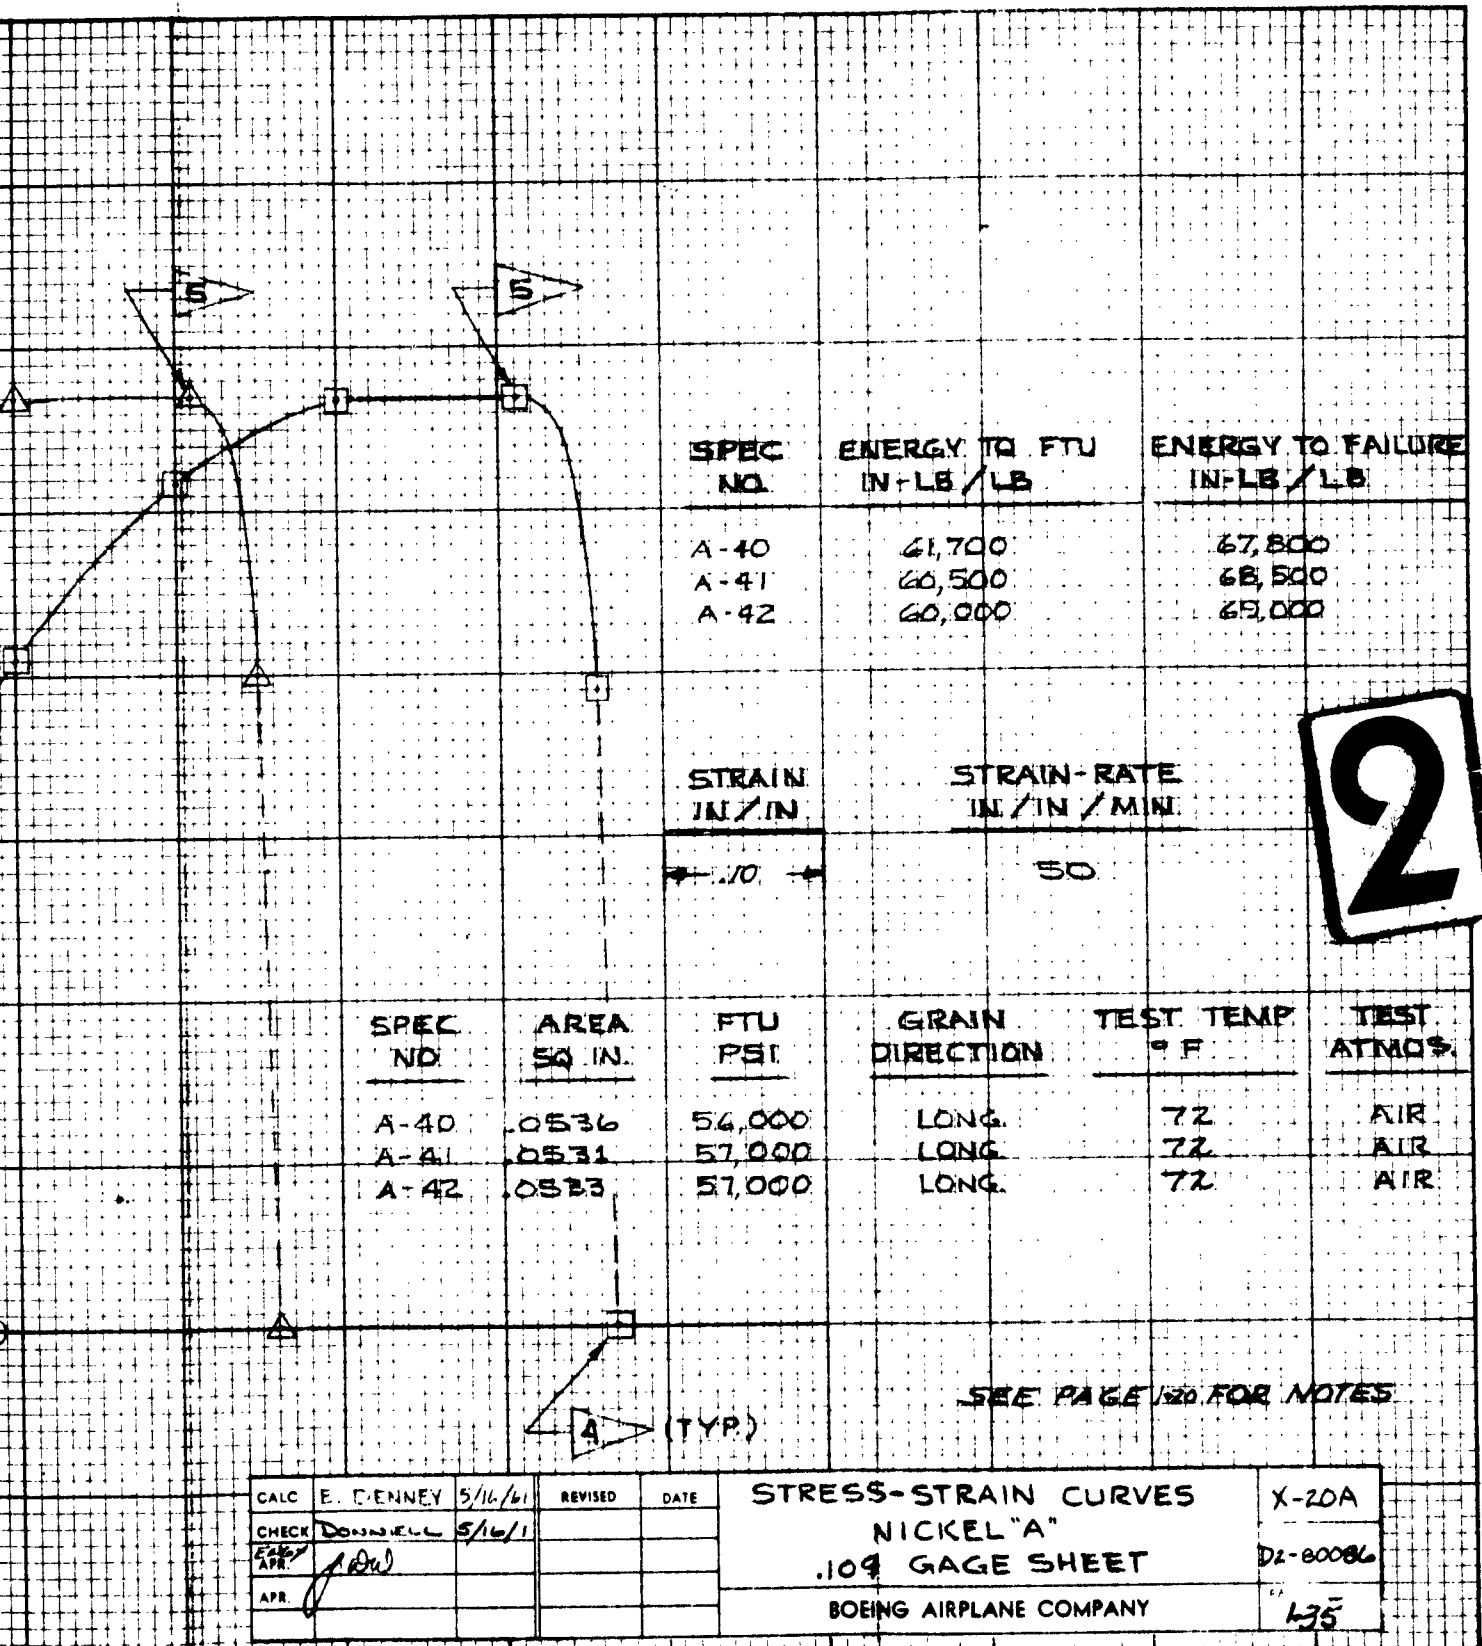 5 5
SPEC NO. ENERGY TO FTU IN-LB/LB ENERGY TO FAILURE IN-LB/LB
A-40 61,700 67,800
A-41 60,500 68,500
A-42 60,000
2
STRAIN IN/IN STRAIN-RATE IN/IN/MIN.
.10 50
SPEC NO. AREA SQ IN. FTU PSI GRAIN DIRECTION TEST TEMP °F TEST ATMOS.
A-40 .0536 56,000 LONG. 72 AIR
A-41 .0531 57,000 LONG. 72 AIR
A-42 57,000 LONG. 72 AIR
SEE PAGE FOR NOTES
A (TYP.)
CALC E. DENNEY 5/16/61 REVISED DATE
CHECK DONNELL 5/16/1
APR.
APR.
STRESS-STRAIN CURVES
NICKEL "A"
.109 GAGE SHEET
BOEING AIRPLANE COMPANY
X-20A
D2-80086